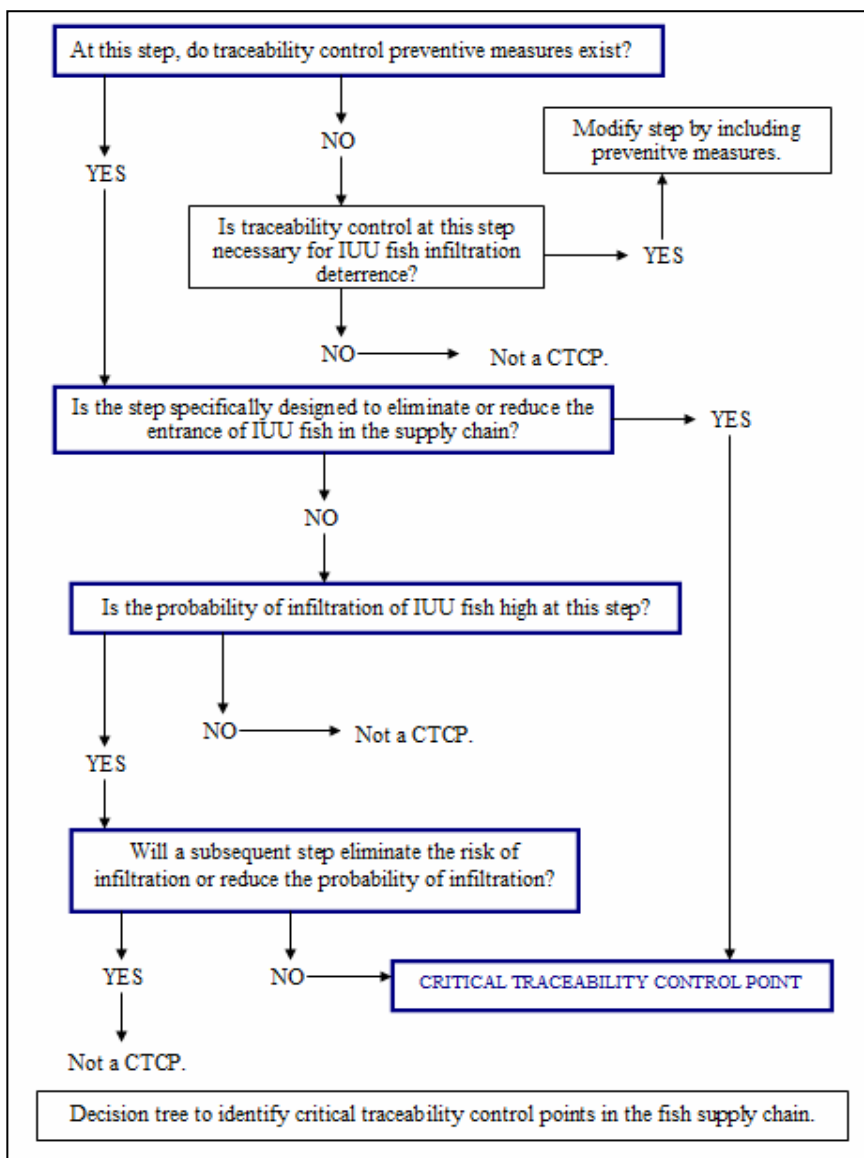 At this step, do traceability control preventive measures exist?
NO
YES
Modify step by including
prevenitve measures.
Is traceability control at this step
necessary for IUU fish infiltration
deterrence?
YES
NO
Not a CTCP.
Is the step specifically designed to eliminate or reduce the
entrance of IUU fish in the supply chain?
YES
NO
Is the probability of infiltration of IUU fish high at this step?
NO
Not a CTCP.
YES
Will a subsequent step eliminate the risk of
infiltration or reduce the probability of infiltration?
YES
NO
CRITICAL TRACEABILITY CONTROL POINT
Not a CTCP.
Decision tree to identify critical traceability control points in the fish supply chain.